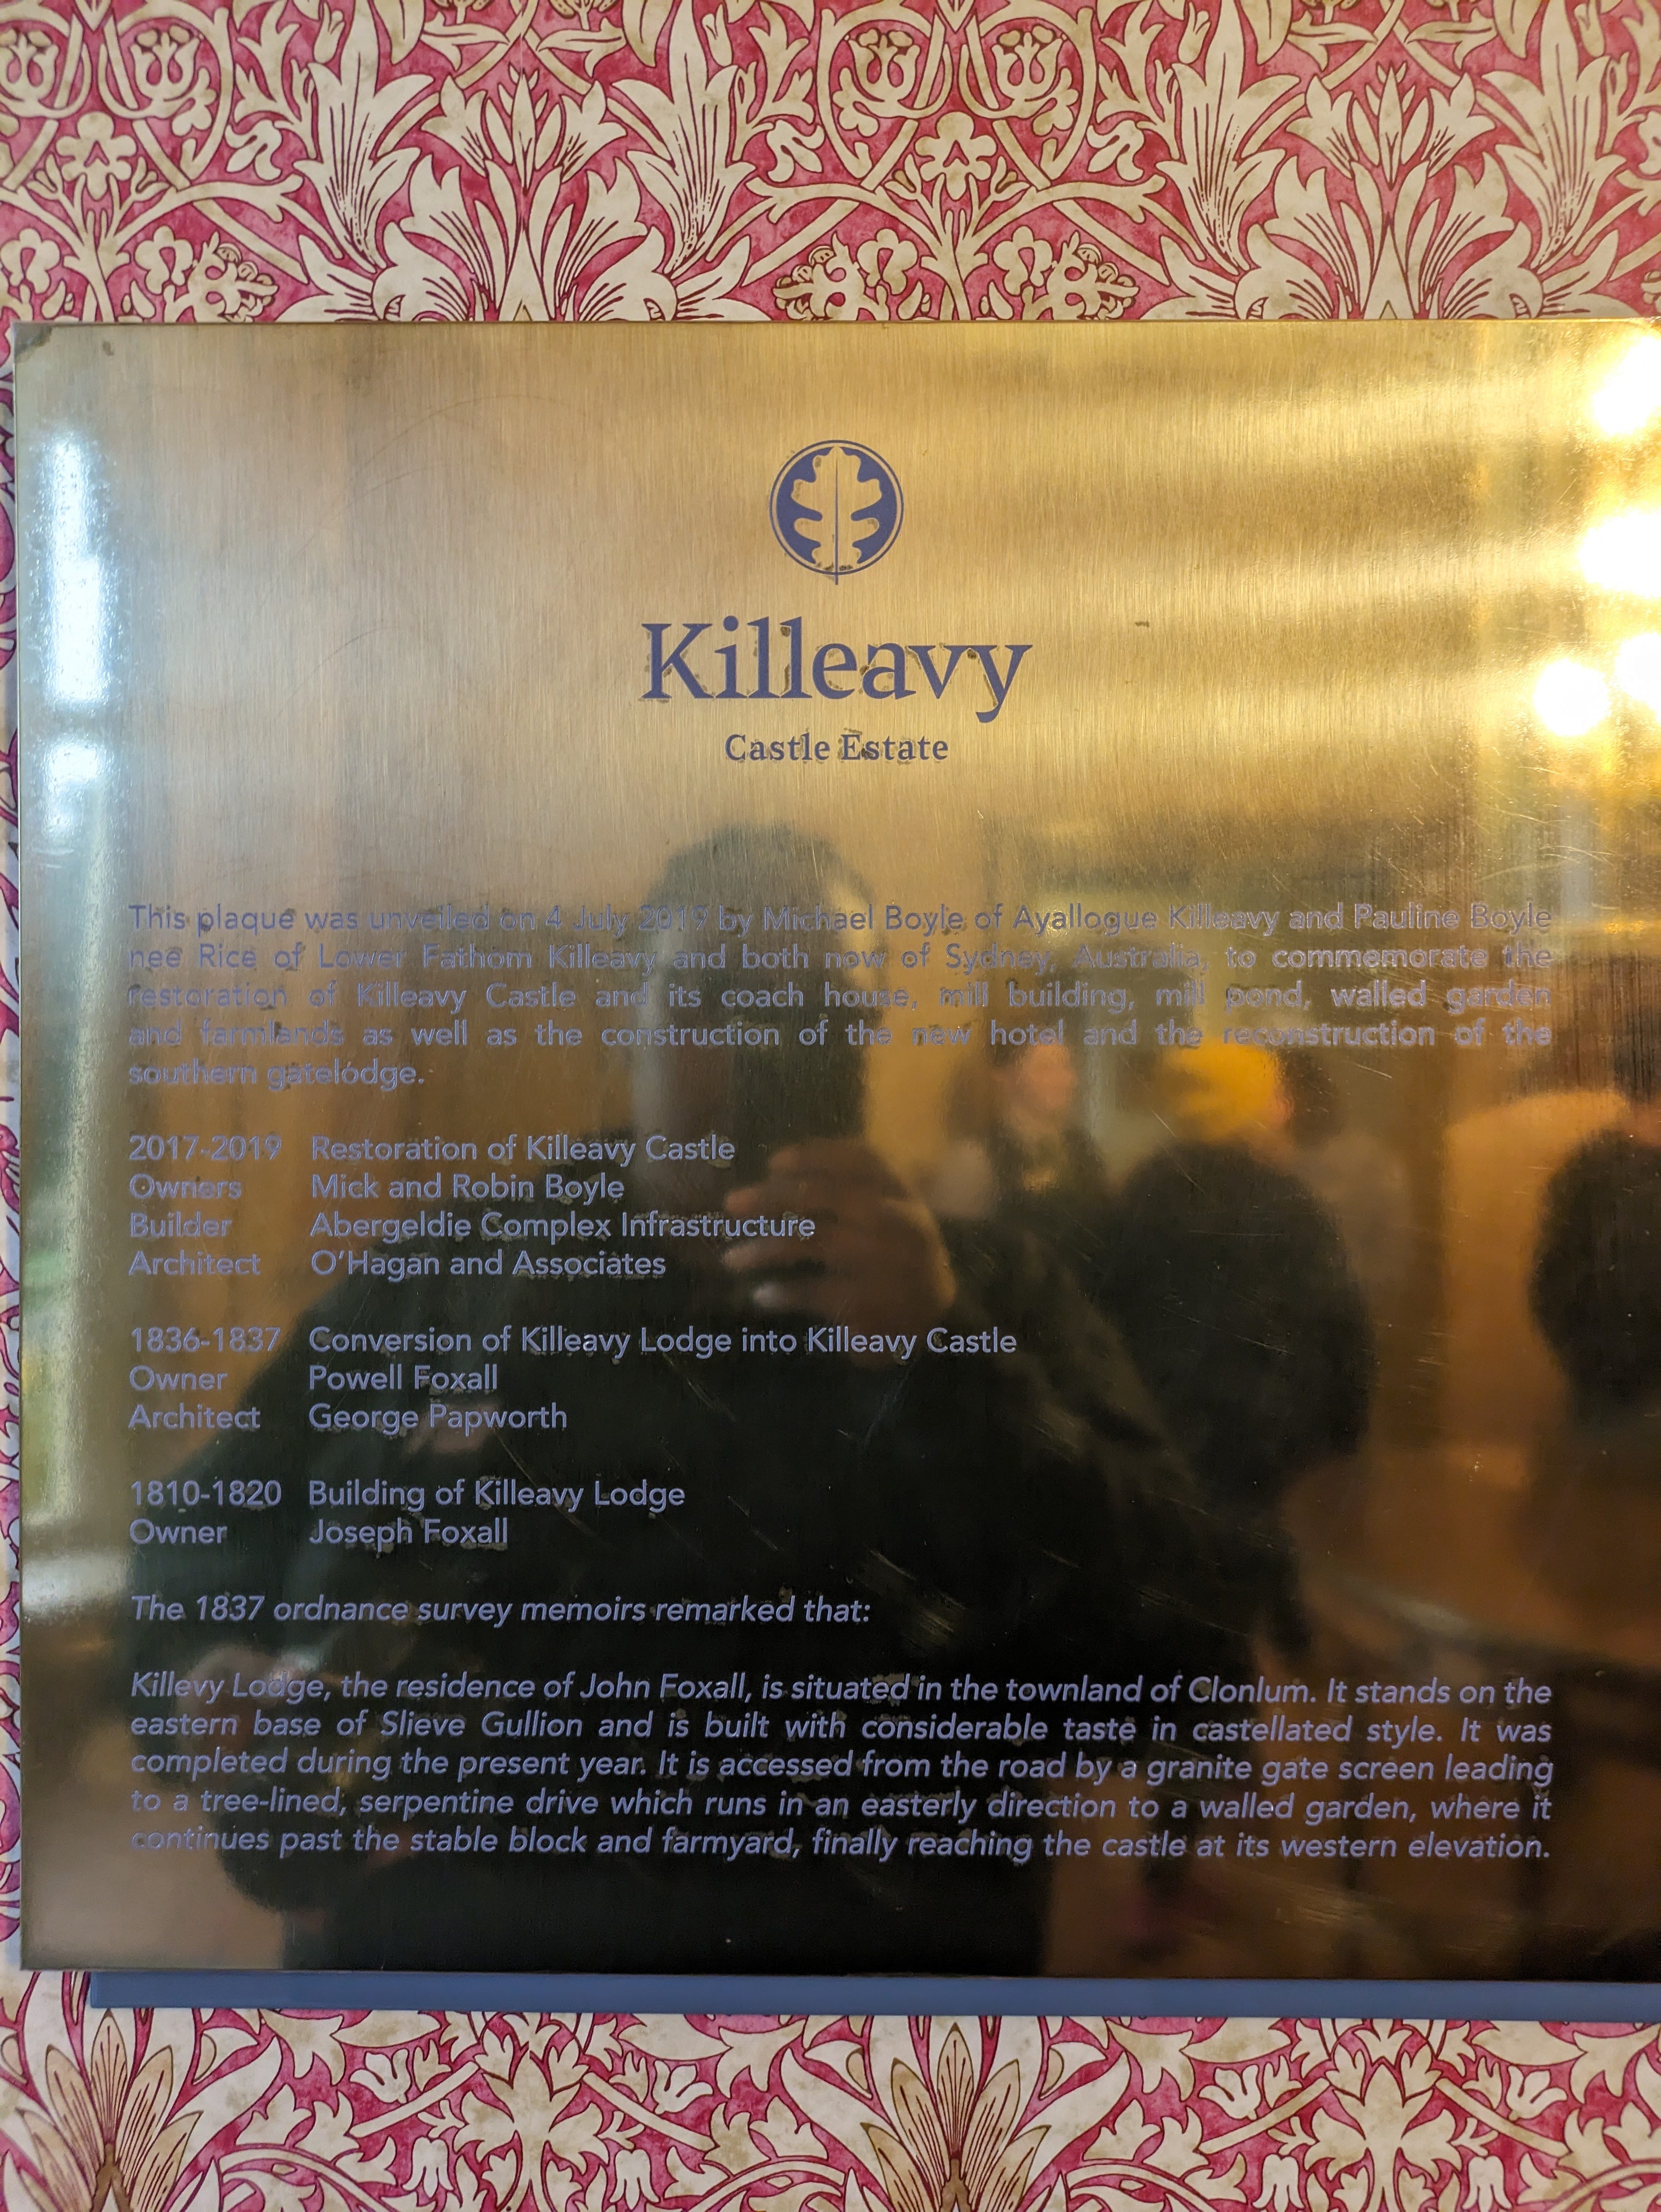 Killeavy
Castle Estate
This plaque was unveiled on 4 July 2019 by Michael Boyle of Ayallogue Killeavy and Pauline Boyle
nee Rice of Lower Fathom Killeavy and both now of Sydney, Australia, to commemorate the
restoration of Killeavy Castle and its coach house, mill building, mill pond, walled garden
and farmlands as well as the construction of the new hotel and the reconstruction of the
southern gatelodge.
2017-2019 Restoration of Killeavy Castle
Owners Mick and Robin Boyle
Builder Abergeldie Complex Infrastructure
Architect O'Hagan and Associates
1836-1837 Conversion of Killeavy Lodge into Killeavy Castle
Owner Powell Foxall
Architect George Papworth
1810-1820 Building of Killeavy Lodge
Owner Joseph Foxall
The 1837 ordnance survey memoirs remarked that:
Killevy Lodge, the residence of John Foxall, is situated in the townland of Clonlum. It stands on the
eastern base of Slieve Gullion and is built with considerable taste in castellated style. It was
completed during the present year. It is accessed from the road by a granite gate screen leading
to a tree-lined, serpentine drive which runs in an easterly direction to a walled garden, where it
continues past the stable block and farmyard, finally reaching the castle at its western elevation.